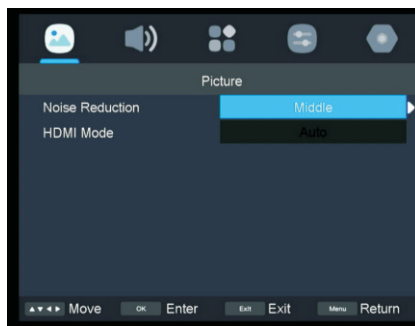 Picture
Noise Reduction Middle
HDMI Mode Auto
▲▼◄► Move OK Enter Exit Exit Menu Return